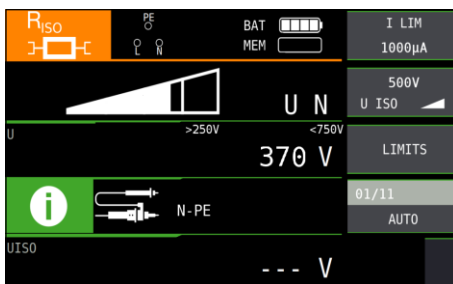 RISO
PE
L N
BAT
MEM
I LIM
1000µA
500V
U ISO
U N
U
>250V
<750V
370 V
LIMITS
i
N-PE
01/11
AUTO
UISO
--- V